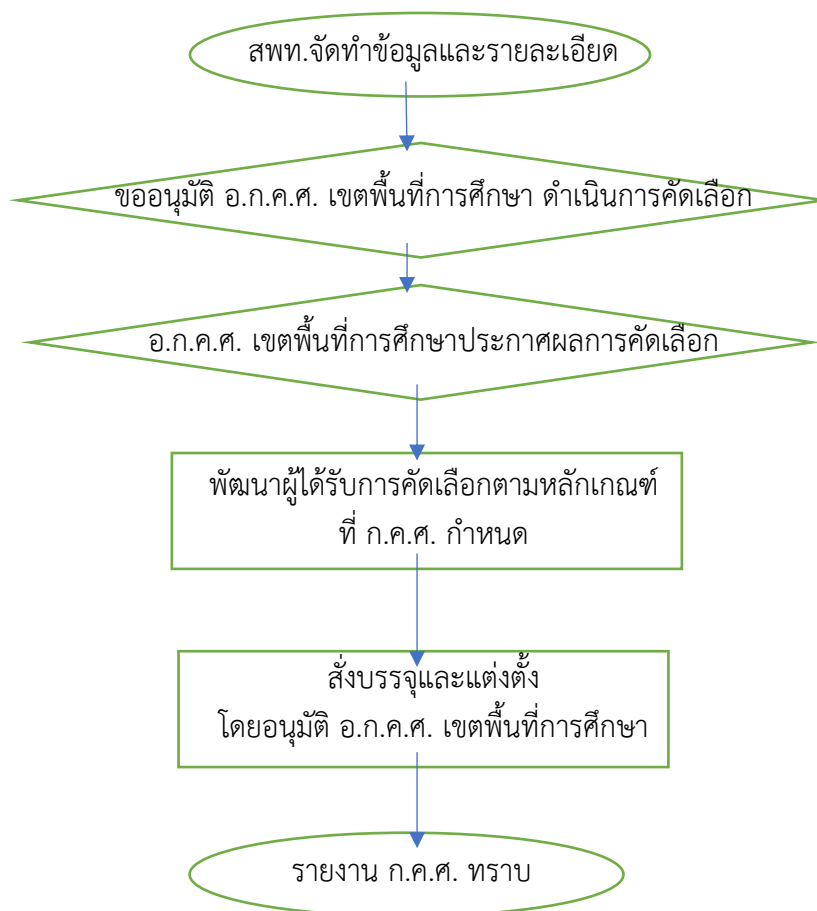 สพท.จัดทำข้อมูลและรายละเอียด
ขออนุมัติ อ.ก.ค.ศ. เขตพื้นที่การศึกษา ดำเนินการคัดเลือก
อ.ก.ค.ศ. เขตพื้นที่การศึกษาประกาศผลการคัดเลือก
พัฒนาผู้ได้รับการคัดเลือกตามหลักเกณฑ์
ที่ ก.ค.ศ. กำหนด
สั่งบรรจุและแต่งตั้ง
โดยอนุมัติ อ.ก.ค.ศ. เขตพื้นที่การศึกษา
รายงาน ก.ค.ศ. ทราบ